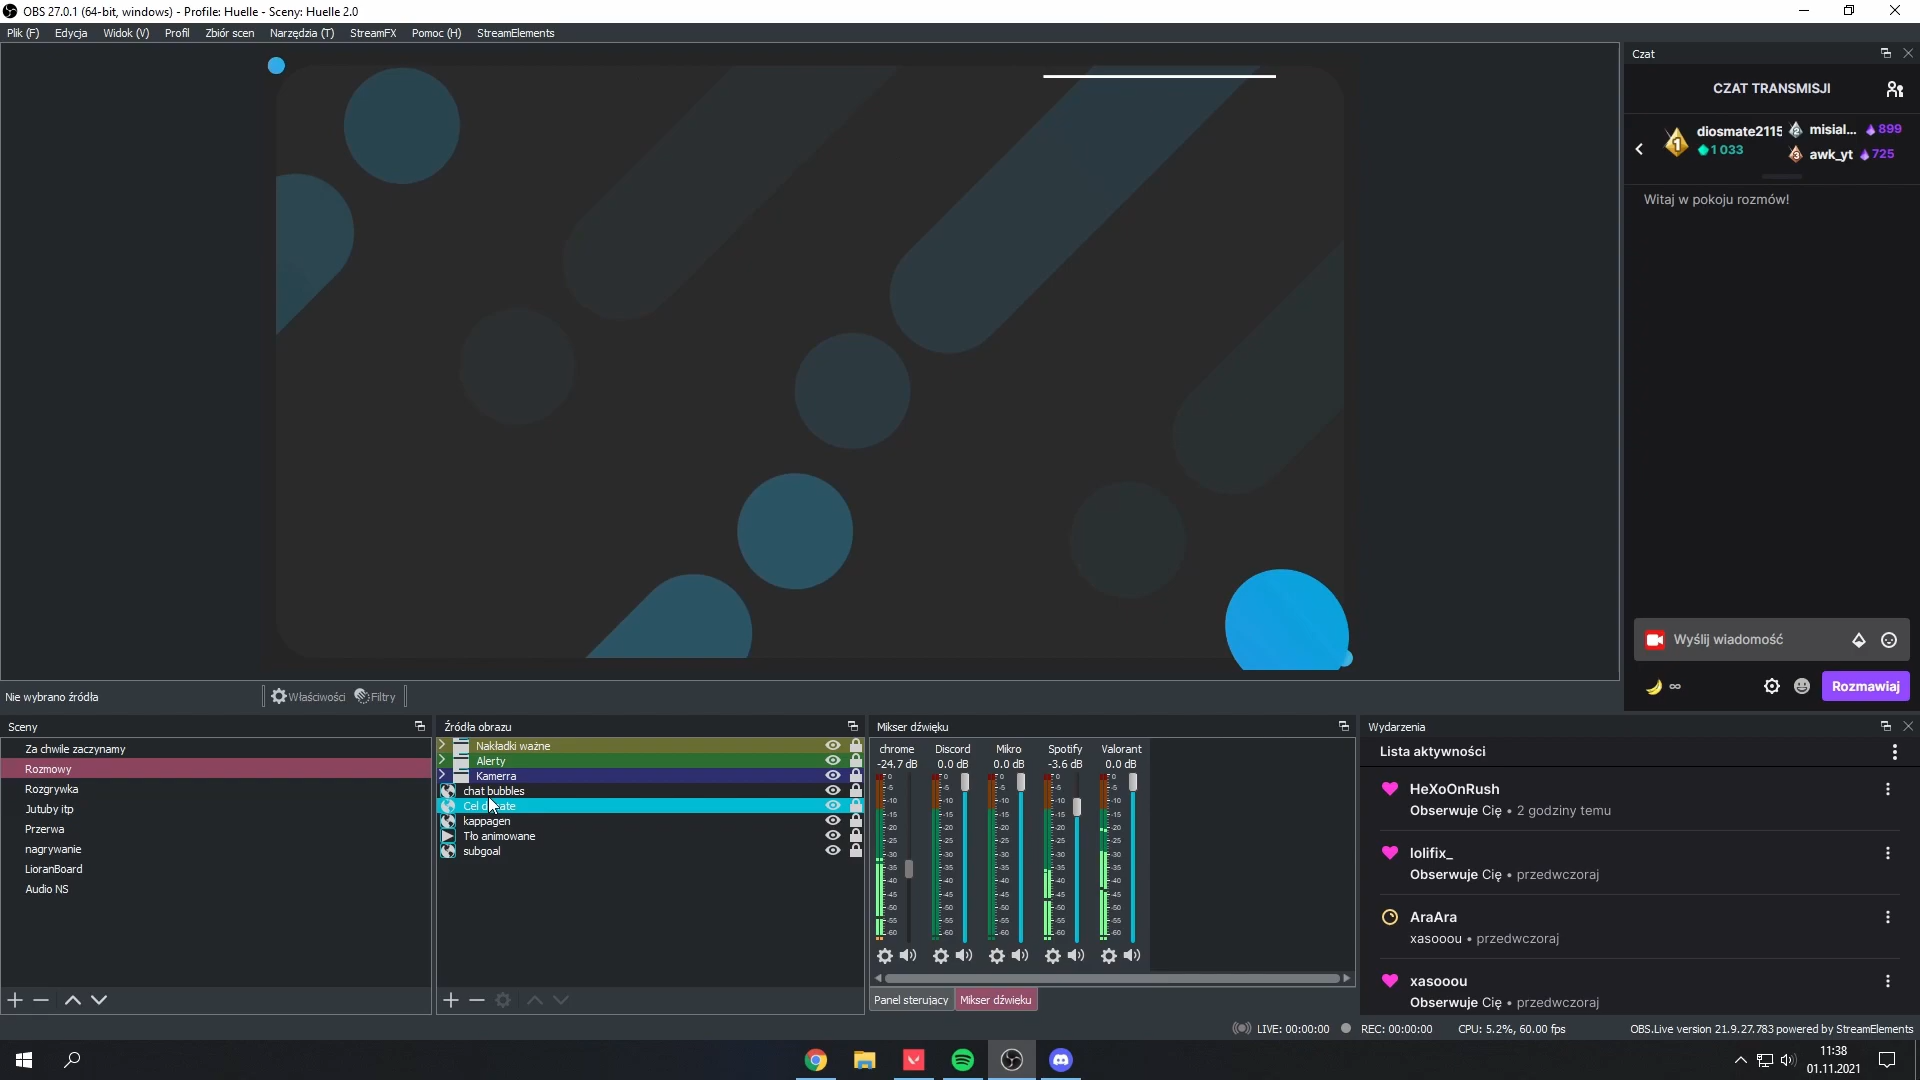 OBS 27.0.1 (64-bit, windows) - Profile: Huelle - Sceny: Huelle 2.0
Plik (F) Edycja Widok (V) Profil Zbiór scen Narzędzia (T) StreamFX Pomoc (H) StreamElements
Czat
CZAT TRANSMISJI
1 diosmate2115 1 033
2 misial... 899
3 awk_yt 725
Witaj w pokoju rozmów!
Wyślij wiadomość
∞ Rozmawiaj
Nie wybrano źródła Właściwości Filtry
Sceny
Za chwile zaczynamy
Rozmowy
Rozgrywka
Jutuby itp
Przerwa
nagrywanie
LioranBoard
Audio NS
Źródła obrazu
Nakładki ważne
Alerty
Kamerra
chat bubbles
Cel
kappagen
Tło animowane
subgoal
Mikser dźwięku
chrome Discord Mikro Spotify Valorant
-24.7 dB 0.0 dB 0.0 dB -3.6 dB 0.0 dB
Panel sterujący Mikser dźwięku
Wydarzenia
Lista aktywności
HeXoOnRush
Obserwuje Cię • 2 godziny temu
lolifix_
Obserwuje Cię • przedwczoraj
AraAra
xasooou • przedwczoraj
xasooou
Obserwuje Cię • przedwczoraj
LIVE: 00:00:00 REC: 00:00:00 CPU: 5.2%, 60.00 fps OBS.Live version 21.9.27.783 powered by StreamElements
11:38
01.11.2021